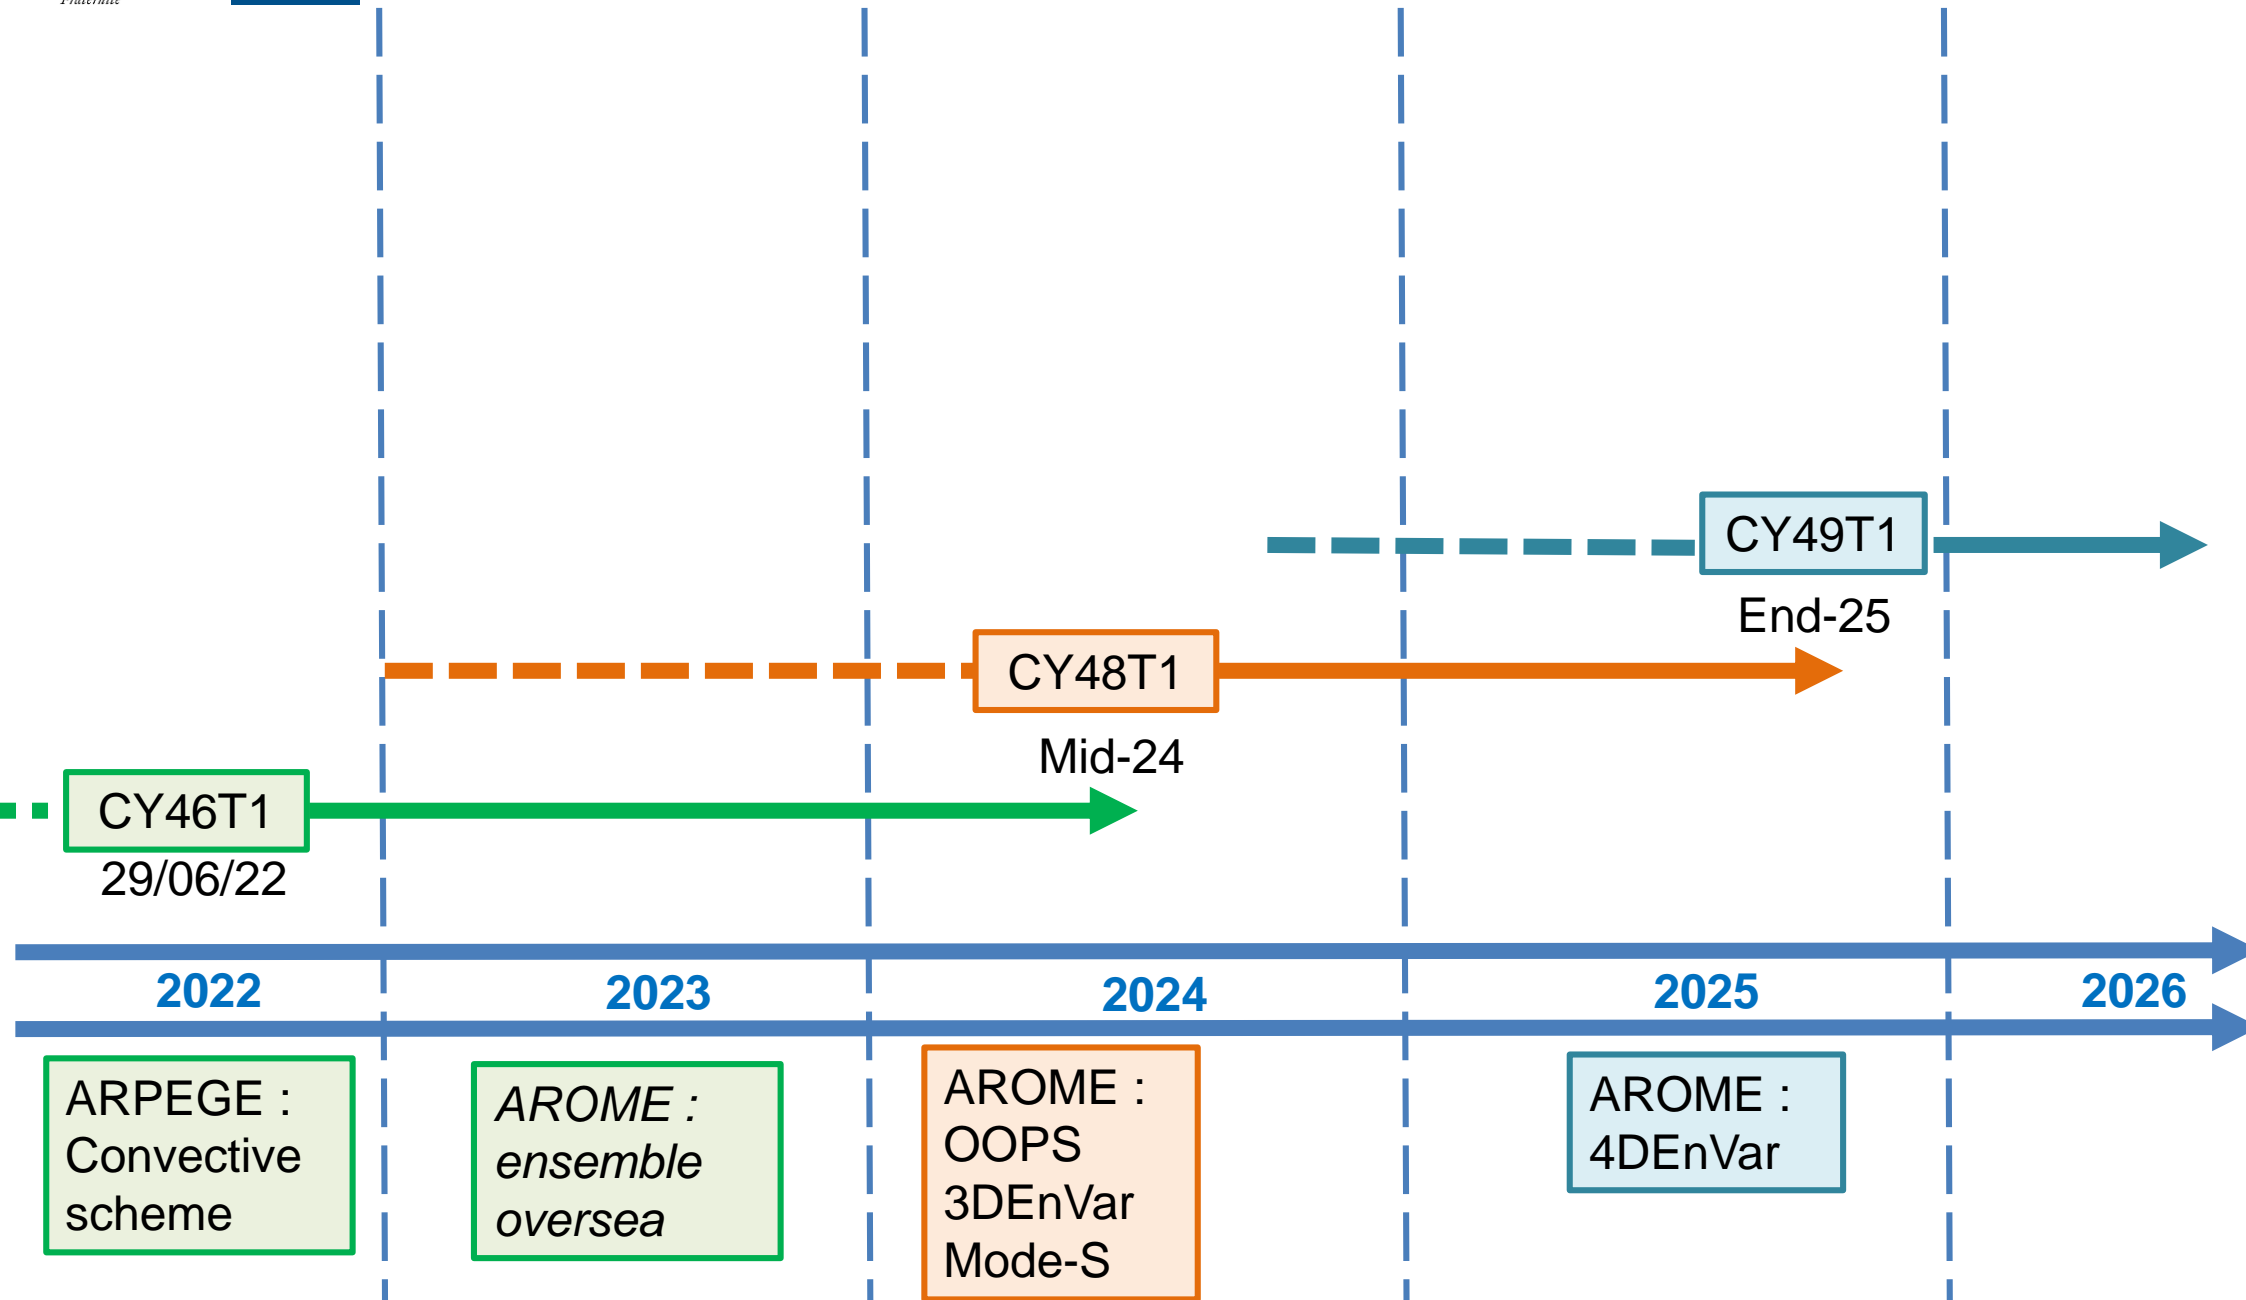 Fraternité
CY49T1
End-25
CY48T1
Mid-24
CY46T1
29/06/22
2022
2023
2024
2025
2026
ARPEGE :
Convective
scheme
AROME :
ensemble
oversea
AROME :
OOPS
3DEnVar
Mode-S
AROME :
4DEnVar